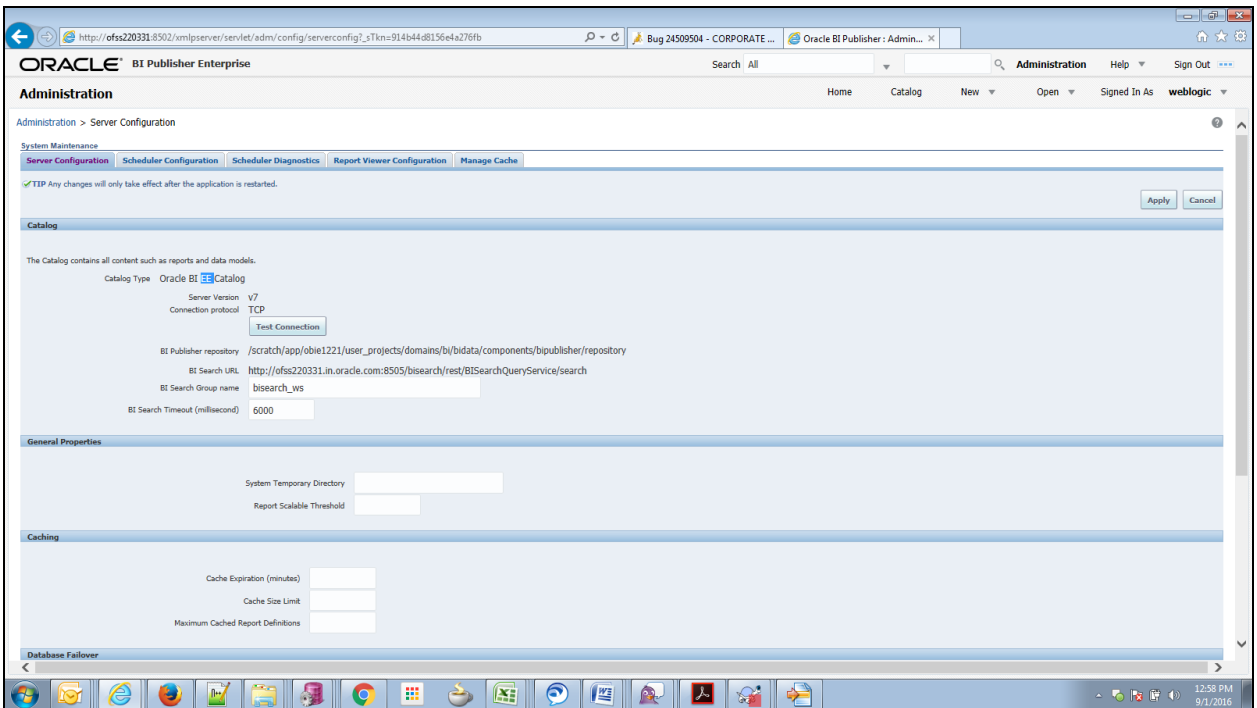 http://ofss220331:8502/xmlpserver/servlet/adm/config/serverconfig?_sTkn=914b44d8156e4a276fb
Bug 24509504 - CORPORATE ...
Oracle BI Publisher : Admin...
ORACLE BI Publisher Enterprise
Search All
Administration Help Sign Out
Administration
Home Catalog New Open Signed In As weblogic
Administration > Server Configuration
System Maintenance
Server Configuration Scheduler Configuration Scheduler Diagnostics Report Viewer Configuration Manage Cache
TIP Any changes will only take effect after the application is restarted.
Apply Cancel
Catalog
The Catalog contains all content such as reports and data models.
Catalog Type Oracle BI EE Catalog
Server Version v7
Connection protocol TCP
Test Connection
BI Publisher repository /scratch/app/obie1221/user_projects/domains/bi/bidata/components/bipublisher/repository
BI Search URL http://ofss220331.in.oracle.com:8505/bisearch/rest/BISearchQueryService/search
BI Search Group name bisearch_ws
BI Search Timeout (millisecond) 6000
General Properties
System Temporary Directory
Report Scalable Threshold
Caching
Cache Expiration (minutes)
Cache Size Limit
Maximum Cached Report Definitions
Database Failover
12:58 PM
9/1/2016